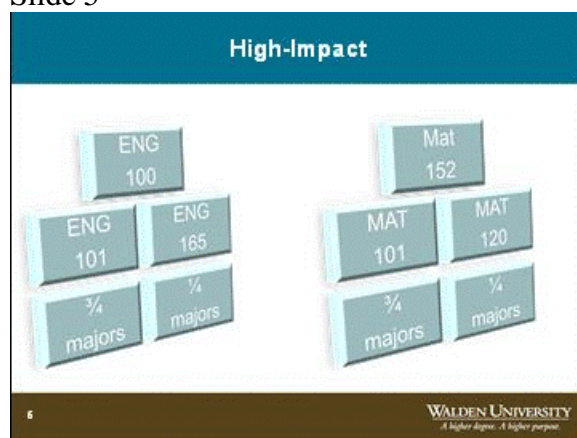 Slide 5
High-Impact
ENG
100
ENG
101
ENG
165
¾
majors
¼
majors
Mat
152
MAT
101
MAT
120
¾
majors
¼
majors
6
WALDEN UNIVERSITY
A higher degree. A higher purpose.